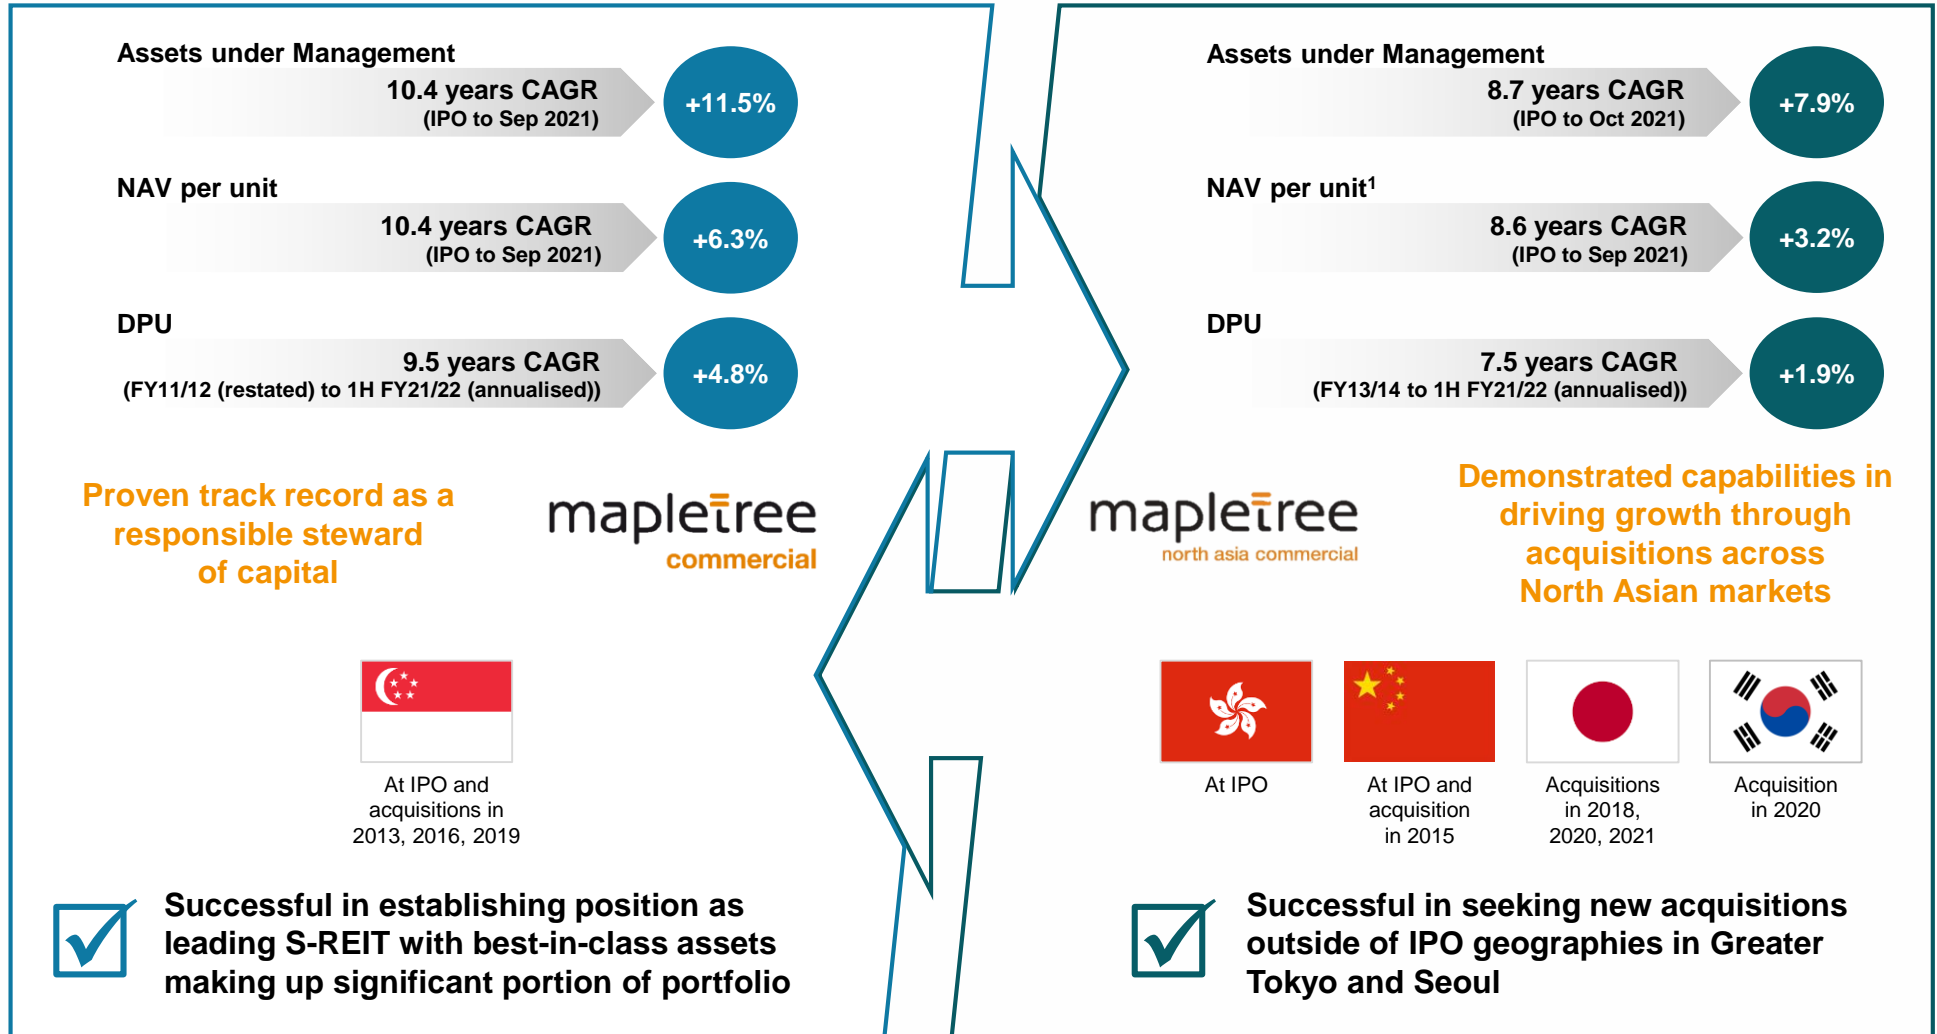 Assets under Management
10.4 years CAGR
(IPO to Sep 2021)
+11.5%
NAV per unit
10.4 years CAGR
(IPO to Sep 2021)
+6.3%
DPU
9.5 years CAGR
(FY11/12 (restated) to 1H FY21/22 (annualised))
+4.8%
Proven track record as a
responsible steward
of capital
mapletree
commercial
At IPO and
acquisitions in
2013, 2016, 2019
Successful in establishing position as
leading S-REIT with best-in-class assets
making up significant portion of portfolio
Assets under Management
8.7 years CAGR
(IPO to Oct 2021)
+7.9%
NAV per unit¹
8.6 years CAGR
(IPO to Sep 2021)
+3.2%
DPU
7.5 years CAGR
(FY13/14 to 1H FY21/22 (annualised))
+1.9%
mapletree
north asia commercial
Demonstrated capabilities in
driving growth through
acquisitions across
North Asian markets
At IPO
At IPO and
acquisition
in 2015
Acquisitions
in 2018,
2020, 2021
Acquisition
in 2020
Successful in seeking new acquisitions
outside of IPO geographies in Greater
Tokyo and Seoul